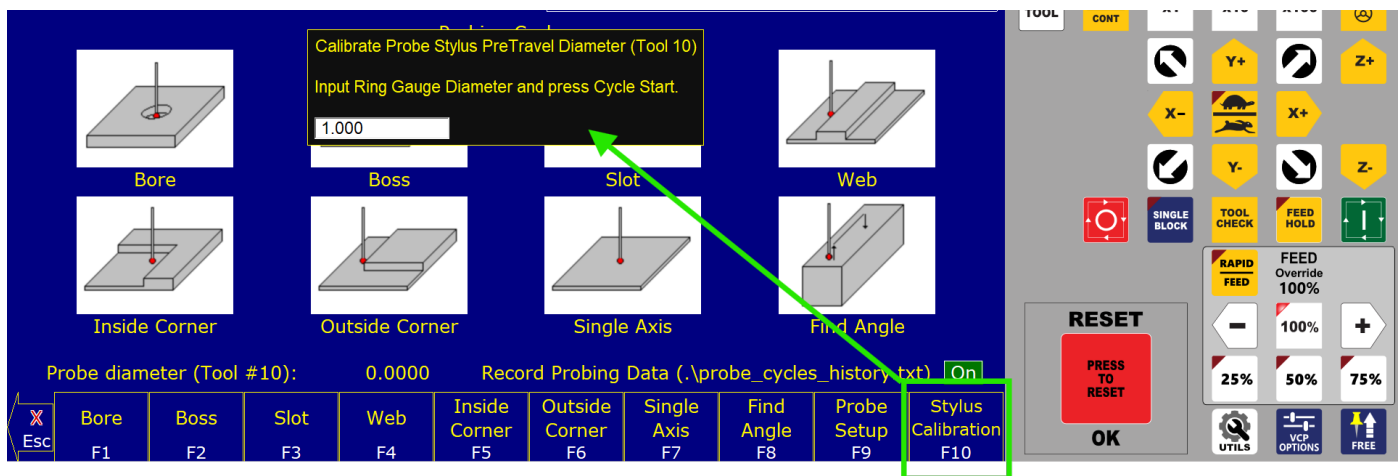 Calibrate Probe Stylus PreTravel Diameter (Tool 10)
Input Ring Gauge Diameter and press Cycle Start.
1.000
Bore
Boss
Slot
Web
Inside Corner
Outside Corner
Single Axis
Find Angle
Probe diameter (Tool #10): 0.0000 Record Probing Data (.\probe_cycles_history.txt) On
X
Esc
Bore
F1
Boss
F2
Slot
F3
Web
F4
Inside
Corner
F5
Outside
Corner
F6
Single
Axis
F7
Find
Angle
F8
Probe
Setup
F9
Stylus
Calibration
F10
TOOL
CONT
Y+
Z+
X-
X+
Y-
Z-
SINGLE
BLOCK
TOOL
CHECK
FEED
HOLD
RAPID
FEED
FEED
Override
100%
RESET
PRESS
TO
RESET
OK
-
100%
+
25%
50%
75%
UTILS
VCP
OPTIONS
FREE